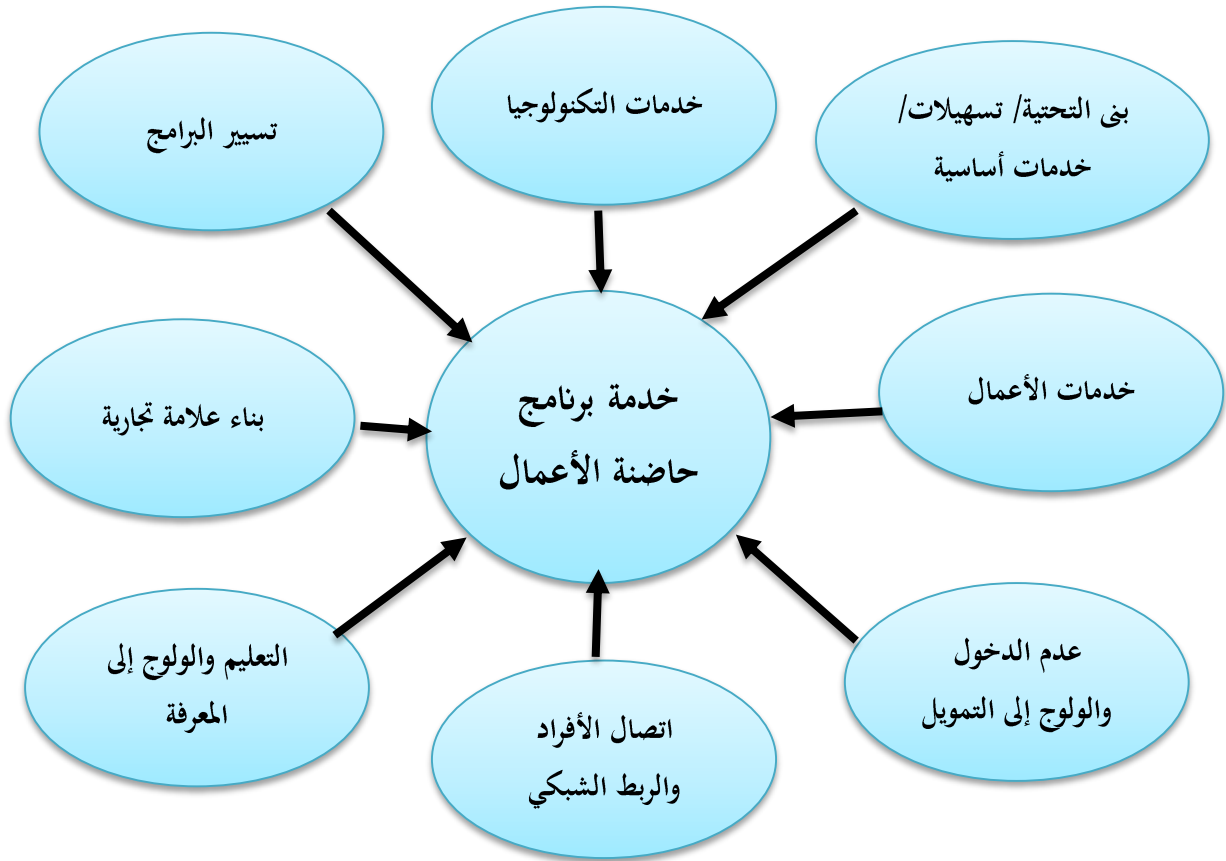 بنى التحتية/ تسهيلات/
خدمات أساسية
خدمات التكنولوجيا
تسيير البرامج
خدمات الأعمال
خدمة برنامج
حاضنة الأعمال
بناء علامة تجارية
عدم الدخول
والولوج إلى التمويل
اتصال الأفراد
والربط الشبكي
التعليم والولوج إلى
المعرفة